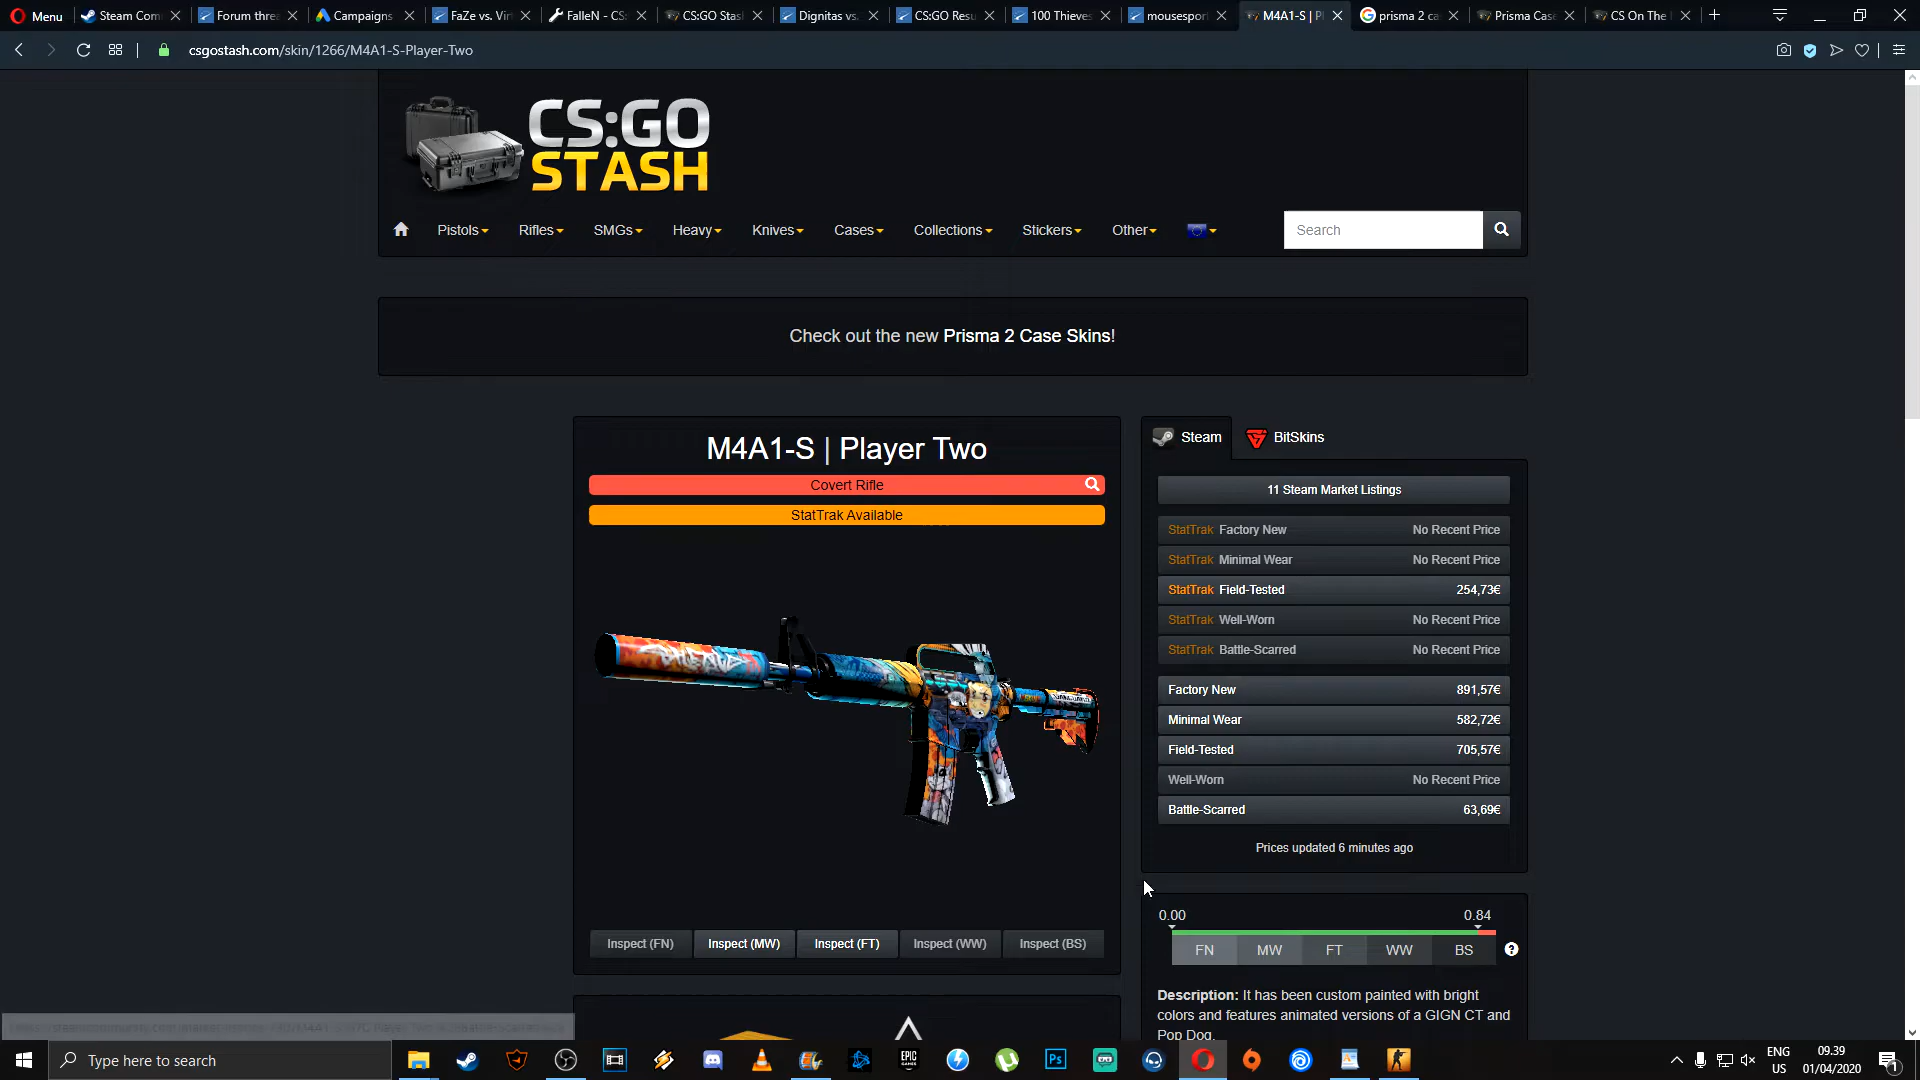 Menu
Steam Com
Forum thre
Campaigns
FaZe vs. Vir
FalleN - CS:
CS:GO Stas
Dignitas vs.
CS:GO Resu
100 Thieves
mousesport
M4A1-S | P
prisma 2 ca
Prisma Case
CS On The
csgostash.com/skin/1266/M4A1-S-Player-Two
CS:GO
STASH
Pistols
Rifles
SMGs
Heavy
Knives
Cases
Collections
Stickers
Other
Search
Check out the new Prisma 2 Case Skins!
M4A1-S | Player Two
Covert Rifle
StatTrak Available
Inspect (FN)
Inspect (MW)
Inspect (FT)
Inspect (WW)
Inspect (BS)
Steam
BitSkins
11 Steam Market Listings
StatTrak Factory New No Recent Price
StatTrak Minimal Wear No Recent Price
StatTrak Field-Tested 254,73€
StatTrak Well-Worn No Recent Price
StatTrak Battle-Scarred No Recent Price
Factory New 891,57€
Minimal Wear 582,72€
Field-Tested 705,57€
Well-Worn No Recent Price
Battle-Scarred 63,69€
Prices updated 6 minutes ago
0.00 0.84
FN MW FT WW BS
Description: It has been custom painted with bright
colors and features animated versions of a GIGN CT and
Pop Dog.
Type here to search
EPIC
GAMES
Ps
ENG
US
09.39
01/04/2020
1